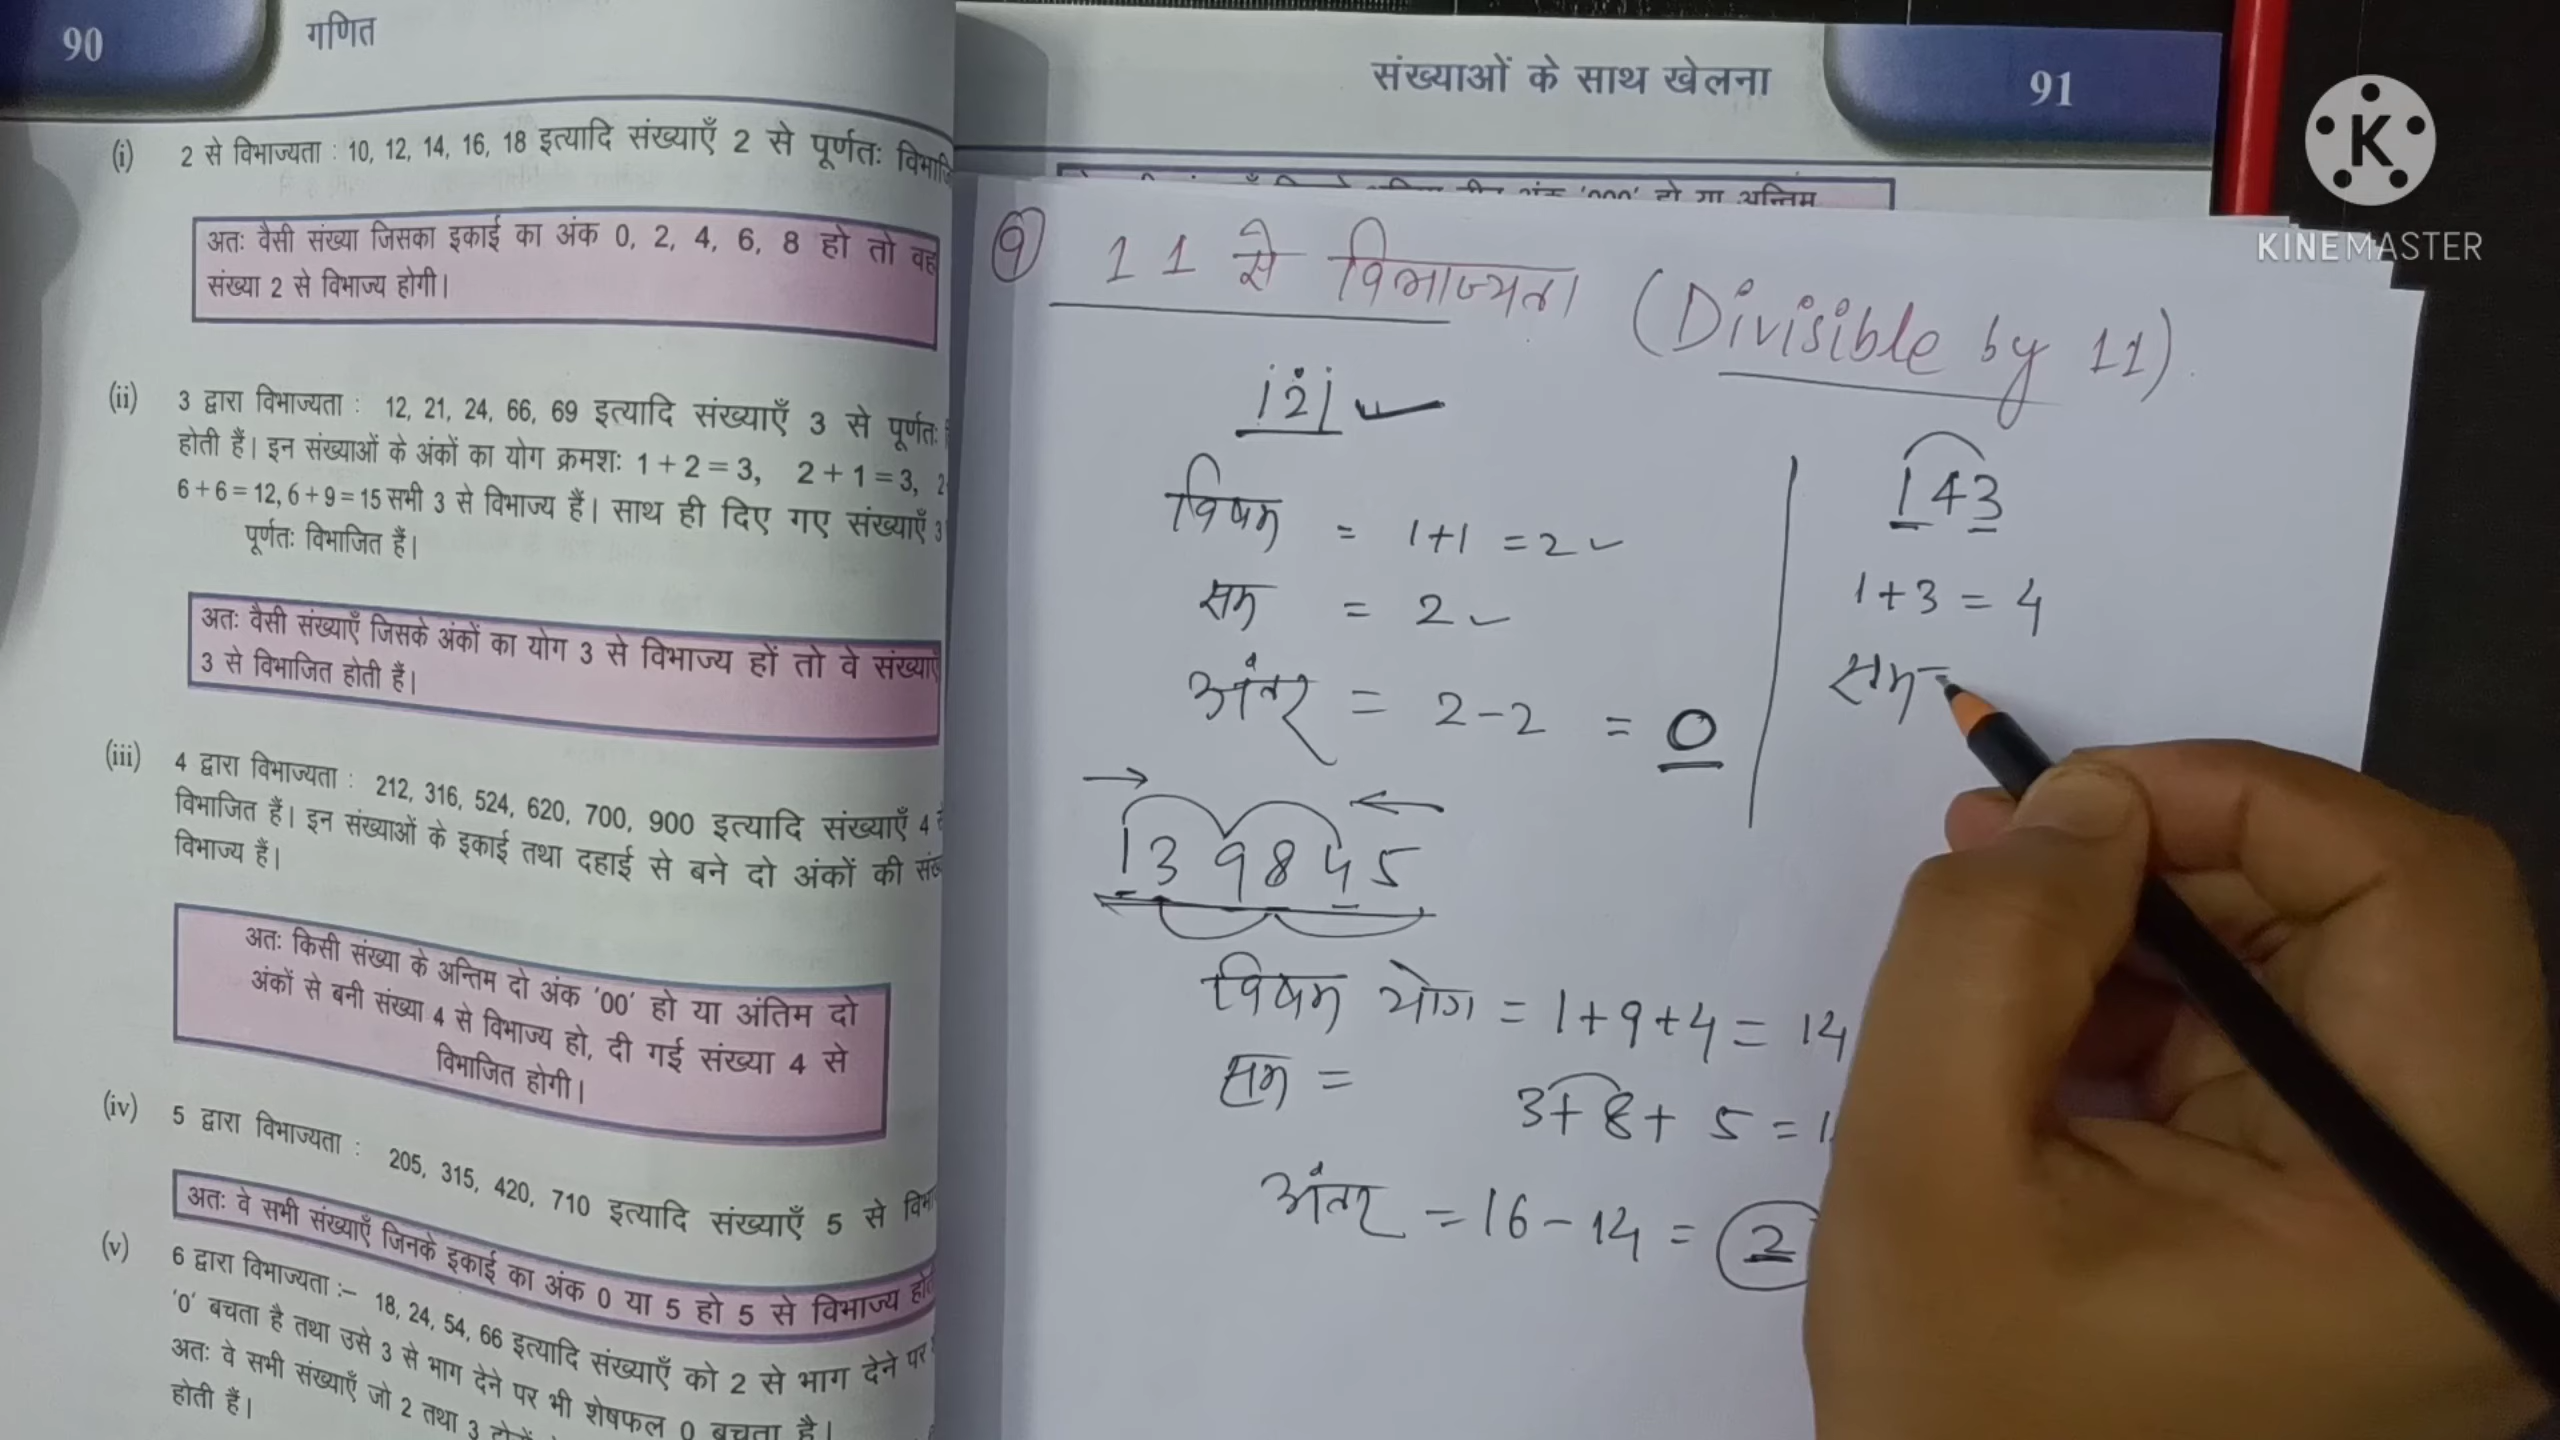 90
गणित
(i) 2 से विभाज्यता : 10, 12, 14, 16, 18 इत्यादि संख्याएँ 2 से पूर्णतः
अतः वैसी संख्या जिसका इकाई का अंक 0, 2, 4, 6, 8 हो तो वह
संख्या 2 से विभाज्य होगी।
(ii) 3 द्वारा विभाज्यता : 12, 21, 24, 66, 69 इत्यादि संख्याएँ 3 से पूर्णतः
होती हैं। इन संख्याओं के अंकों का योग क्रमशः 1 + 2 = 3, 2 + 1 = 3,
6 + 6 = 12, 6 + 9 = 15 सभी 3 से विभाज्य हैं। साथ ही दिए गए संख्याएँ 3
पूर्णतः विभाजित हैं।
अतः वैसी संख्याएँ जिसके अंकों का योग 3 से विभाज्य हों तो वे संख्याएँ
3 से विभाजित होती हैं।
(iii) 4 द्वारा विभाज्यता : 212, 316, 524, 620, 700, 900 इत्यादि संख्याएँ 4
विभाजित हैं। इन संख्याओं के इकाई तथा दहाई से बने दो अंकों की
विभाज्य हैं।
अतः किसी संख्या के अन्तिम दो अंक '00' हो या अंतिम दो
अंकों से बनी संख्या 4 से विभाज्य हो, दी गई संख्या 4 से
विभाजित होगी।
(iv) 5 द्वारा विभाज्यता : 205, 315, 420, 710 इत्यादि संख्याएँ 5 से
अतः वे सभी संख्याएँ जिनके इकाई का अंक 0 या 5 हो 5 से विभाज्य
(v) 6 द्वारा विभाज्यता :– 18, 24, 54, 66 इत्यादि संख्याएँ को 2 से भाग देने पर
'0' बचता है तथा उसे 3 से भाग देने पर भी शेषफल 0 बचता है।
अतः वे सभी संख्याएँ जो 2 तथा 3
होती हैं।
संख्याओं के साथ खेलना
91
अंक '000' हो या अन्तिम
9 11 से विभाज्यता (Divisible by 11)
121
विषम = 1+1 = 2
सम = 2
अंतर = 2-2 = 0
139845
विषम योग = 1+9+4 = 14
सम = 3+8+5 = 1
अंतर = 16-14 = 2
143
1+3 = 4
सम
K
KINEMASTER